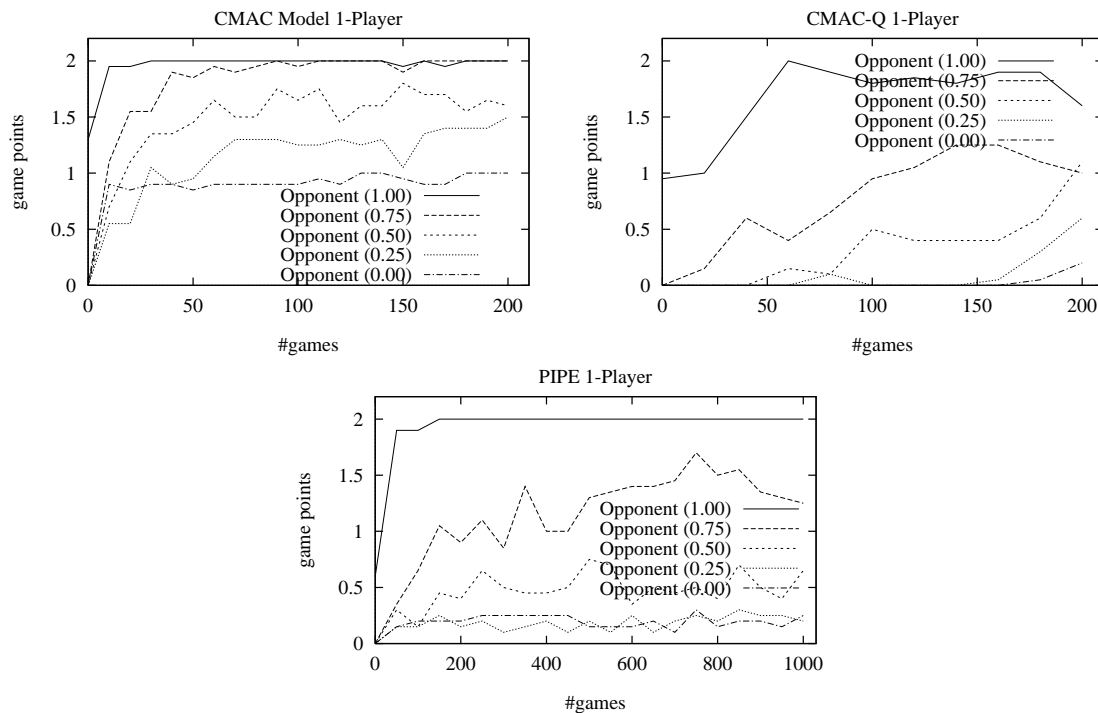 CMAC Model 1-Player
2
1.5
1
0.5
0
game points
Opponent (1.00)
Opponent (0.75)
Opponent (0.50)
Opponent (0.25)
Opponent (0.00)
0 50 100 150 200
#games
CMAC-Q 1-Player
2
1.5
1
0.5
0
game points
Opponent (1.00)
Opponent (0.75)
Opponent (0.50)
Opponent (0.25)
Opponent (0.00)
0 50 100 150 200
#games
PIPE 1-Player
2
1.5
1
0.5
0
game points
Opponent (1.00)
Opponent (0.75)
Opponent (0.50)
Opponent (0.25)
Opponent (0.00)
0 200 400 600 800 1000
#games